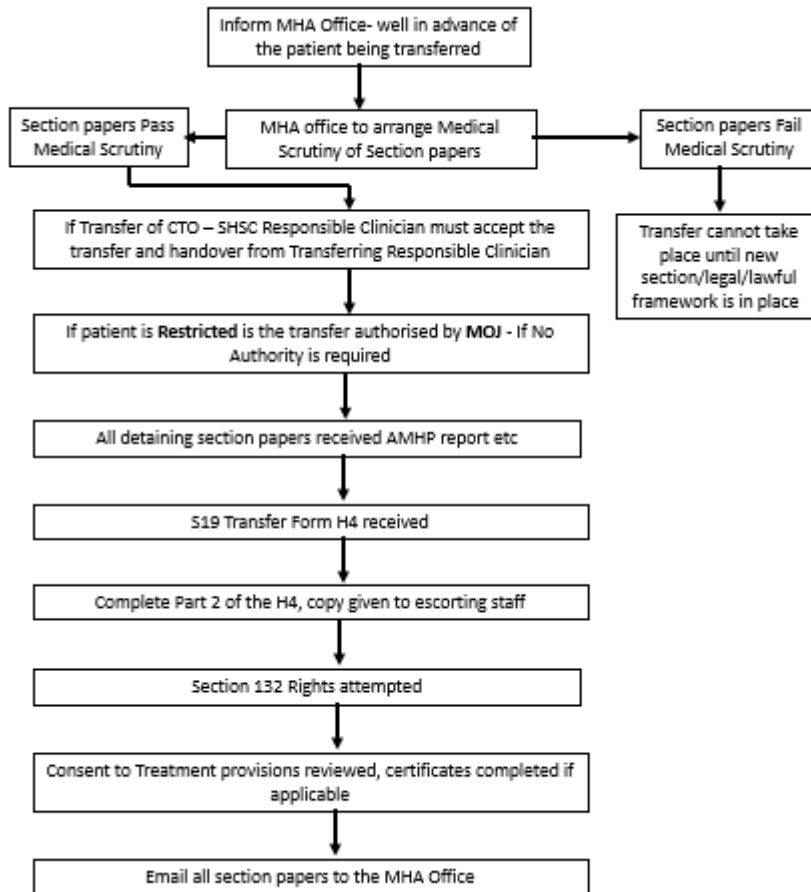 Inform MHA Office- well in advance of
the patient being transferred
Section papers Pass
Medical Scrutiny
MHA office to arrange Medical
Scrutiny of Section papers
Section papers Fail
Medical Scrutiny
If Transfer of CTO – SHSC Responsible Clinician must accept the
transfer and handover from Transferring Responsible Clinician
Transfer cannot take
place until new
section/legal/lawful
framework is in place
If patient is Restricted is the transfer authorised by MOJ - If No
Authority is required
All detaining section papers received AMHP report etc
S19 Transfer Form H4 received
Complete Part 2 of the H4, copy given to escorting staff
Section 132 Rights attempted
Consent to Treatment provisions reviewed, certificates completed if
applicable
Email all section papers to the MHA Office